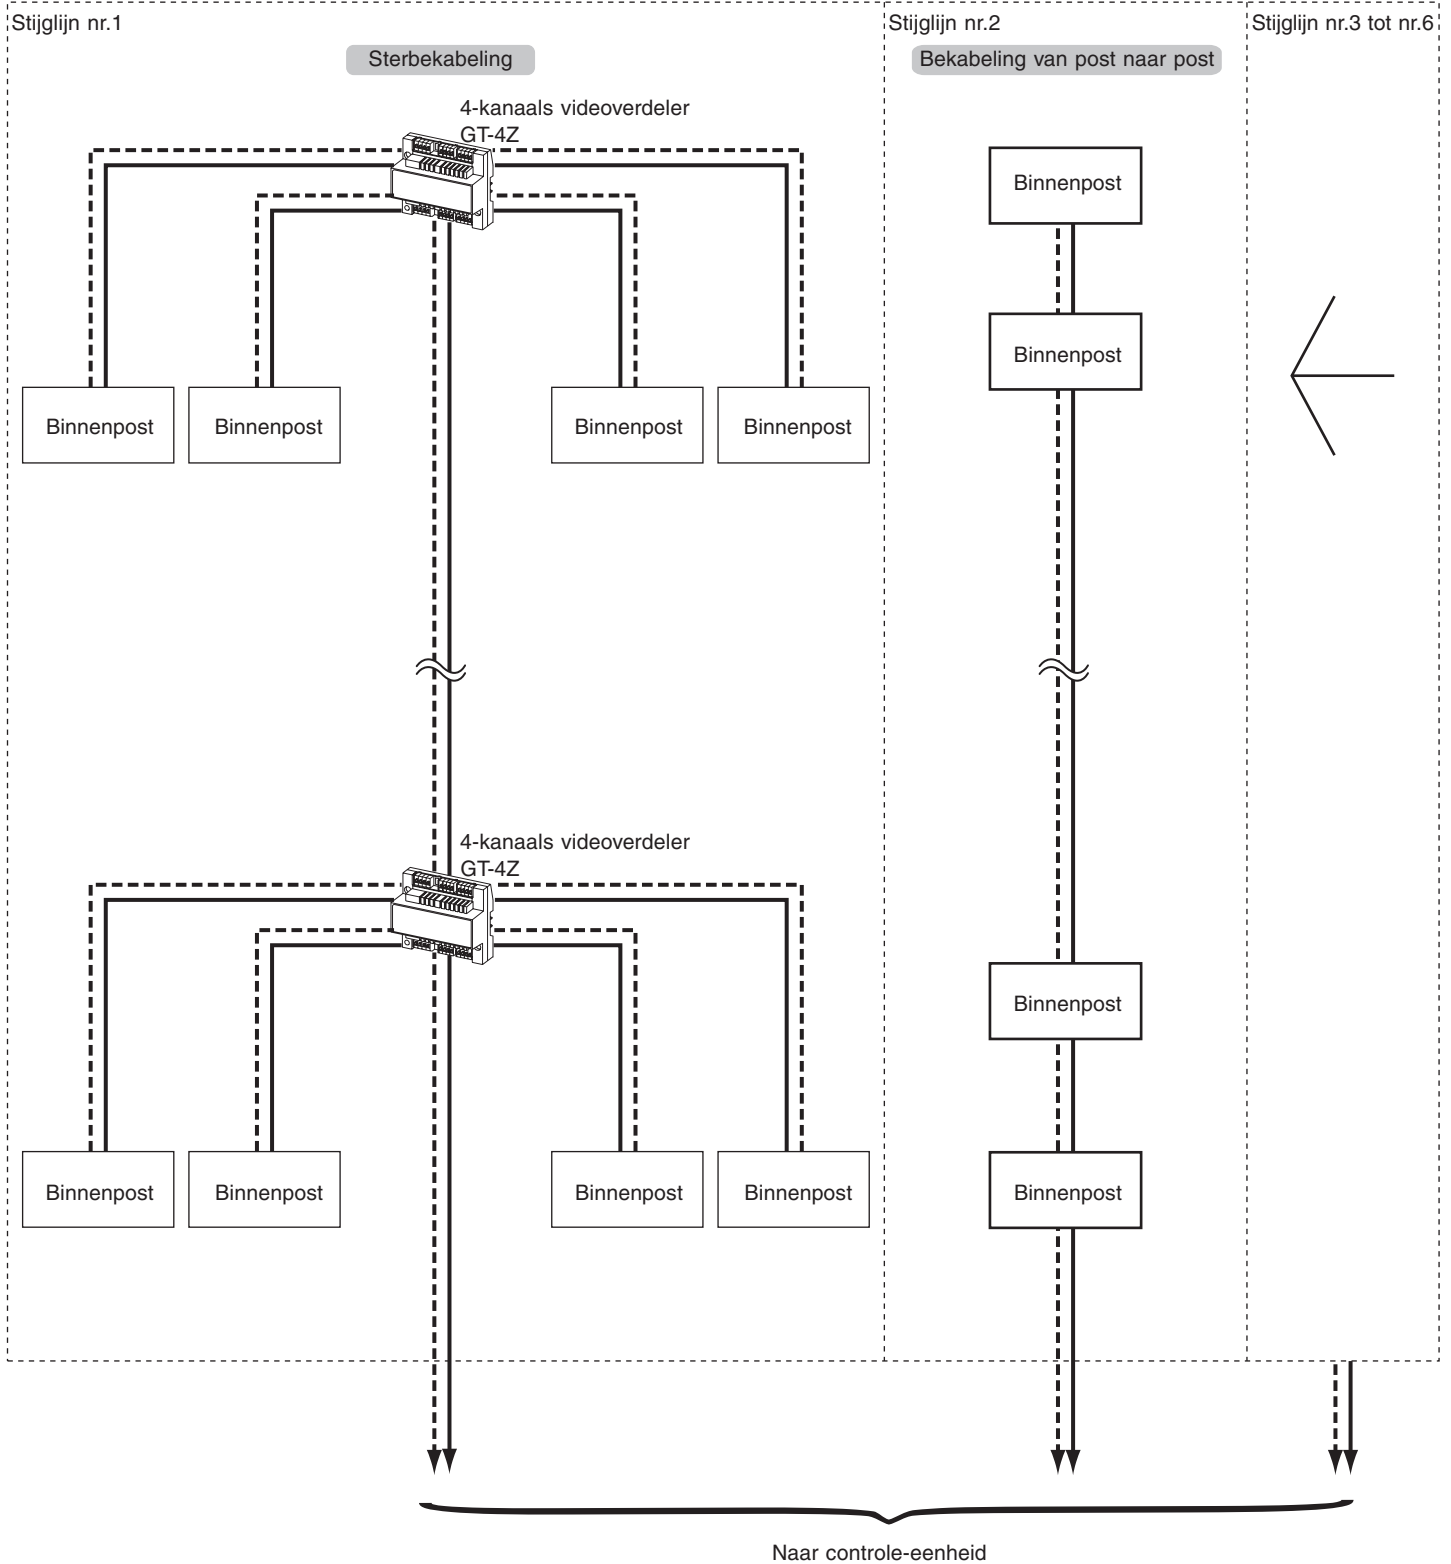 Stijglijn nr.1
Stijglijn nr.2
Stijglijn nr.3 tot nr.6
Sterbekabeling
Bekabeling van post naar post
4-kanaals videoverdeler
GT-4Z
Binnenpost
Binnenpost
Binnenpost
Binnenpost
Binnenpost
Binnenpost
4-kanaals videoverdeler
GT-4Z
Binnenpost
Binnenpost
Binnenpost
Binnenpost
Binnenpost
Binnenpost
Naar controle-eenheid